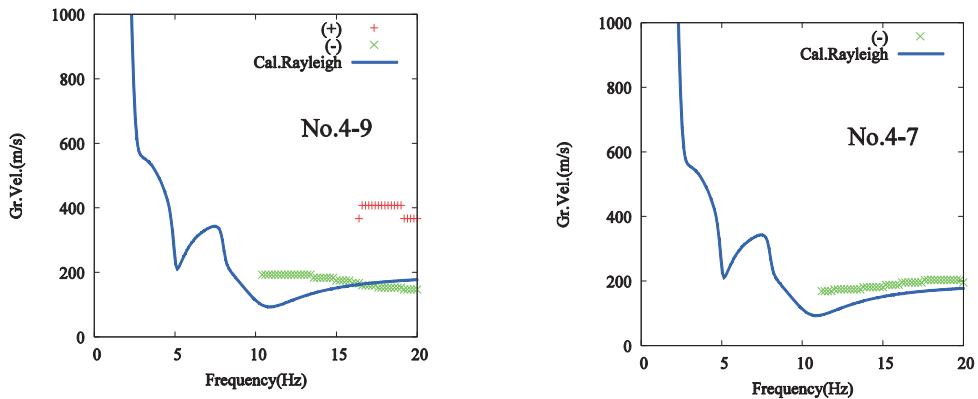 1000
800
600
400
200
0
Gr.Vel.(m/s)
(+)
(-)
Cal.Rayleigh
No.4-9
0 5 10 15 20
Frequency(Hz)
1000
800
600
400
200
0
Gr.Vel.(m/s)
(-)
Cal.Rayleigh
No.4-7
0 5 10 15 20
Frequency(Hz)